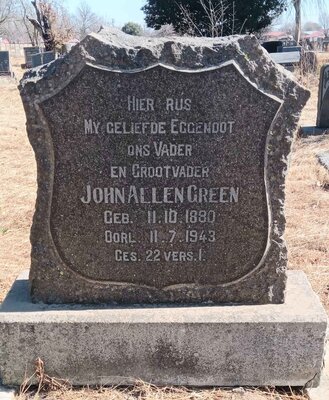 HIER RUS
MY GELIEFDE EGGENOOT
ONS VADER
EN GROOTVADER
JOHN ALLEN GREEN
GEB. 11.10.1880
OORL. 11.7.1943
GES. 22 VERS. 1.